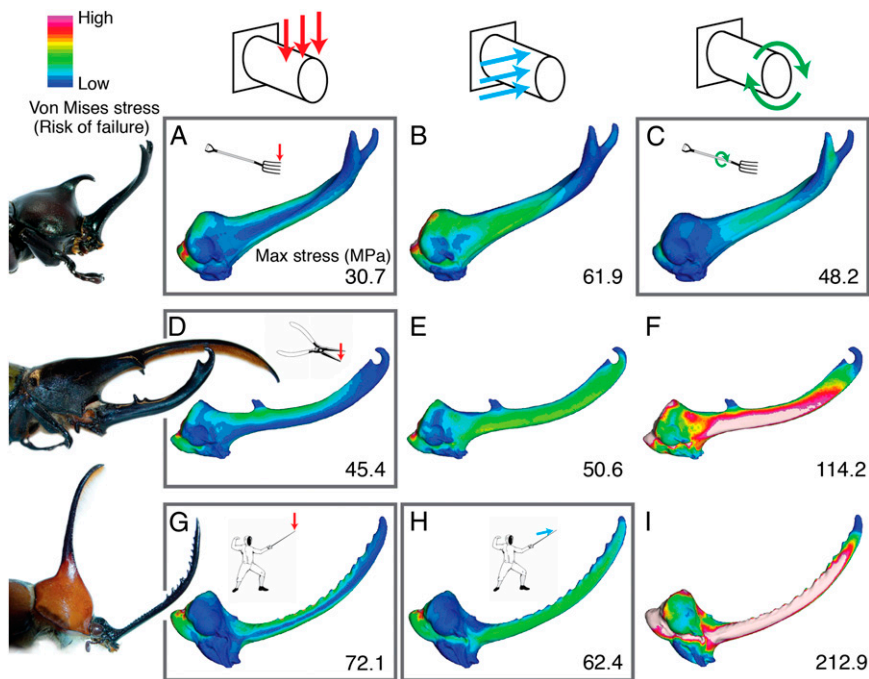 High
Low
Von Mises stress
(Risk of failure)
A
B
C
Max stress (MPa)
30.7
61.9
48.2
D
E
F
45.4
50.6
114.2
G
H
I
72.1
62.4
212.9